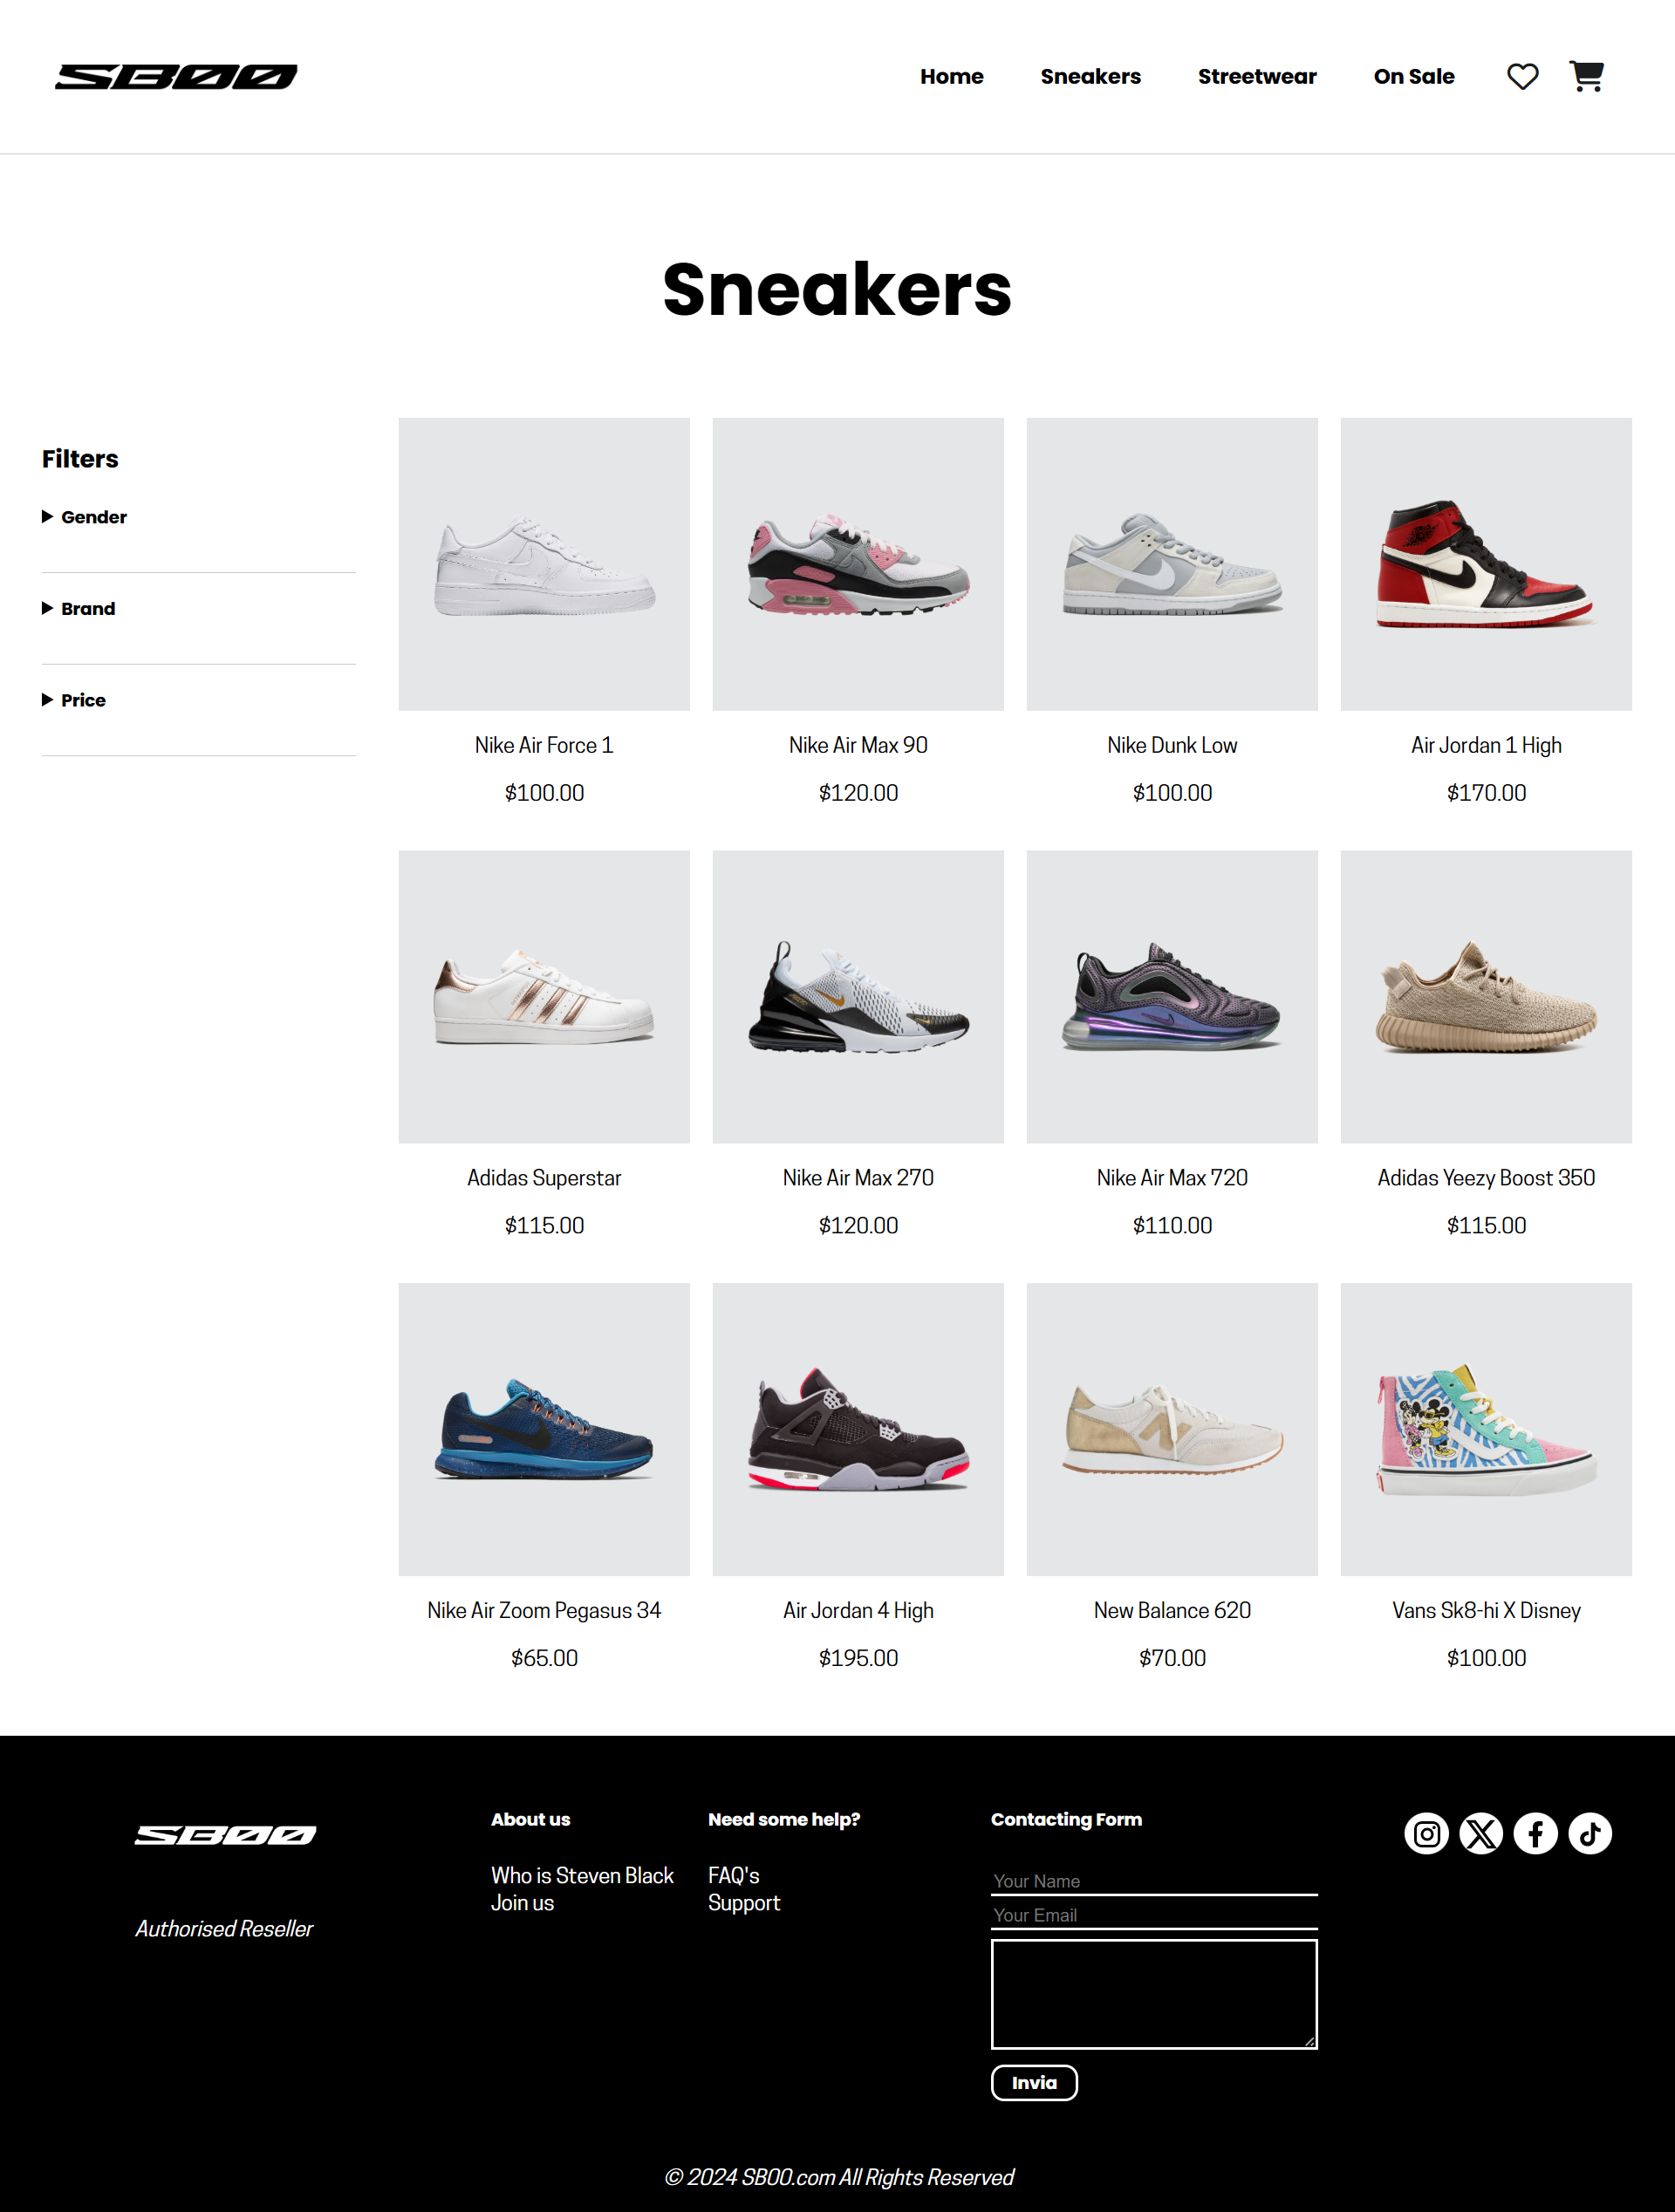 SB00
Home Sneakers Streetwear On Sale
Sneakers
Filters
Gender
Brand
Price
Nike Air Force 1
$100.00
Nike Air Max 90
$120.00
Nike Dunk Low
$100.00
Air Jordan 1 High
$170.00
Adidas Superstar
$115.00
Nike Air Max 270
$120.00
Nike Air Max 720
$110.00
Adidas Yeezy Boost 350
$115.00
Nike Air Zoom Pegasus 34
$65.00
Air Jordan 4 High
$195.00
New Balance 620
$70.00
Vans Sk8-hi X Disney
$100.00
SB00
Authorised Reseller
About us
Who is Steven Black
Join us
Need some help?
FAQ's
Support
Contacting Form
Your Name
Your Email
Invia
© 2024 SB00.com All Rights Reserved